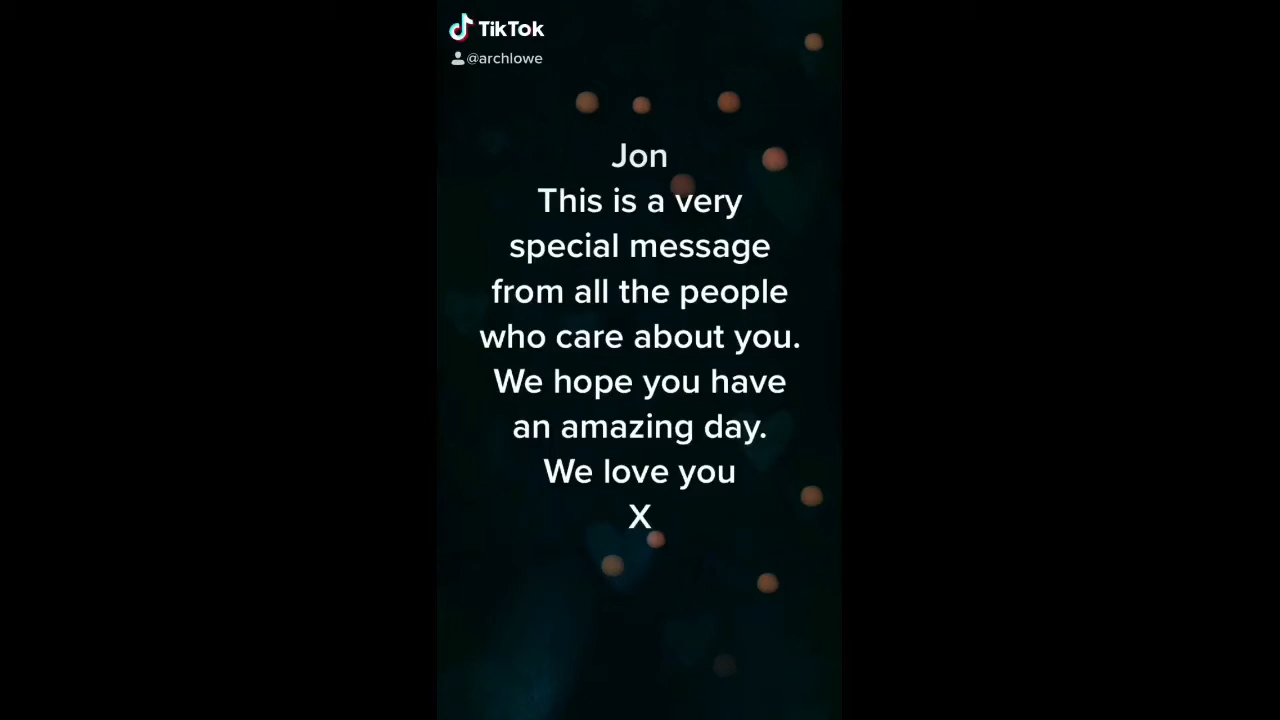 TikTok
@archlowe
Jon
This is a very
special message
from all the people
who care about you.
We hope you have
an amazing day.
We love you
X